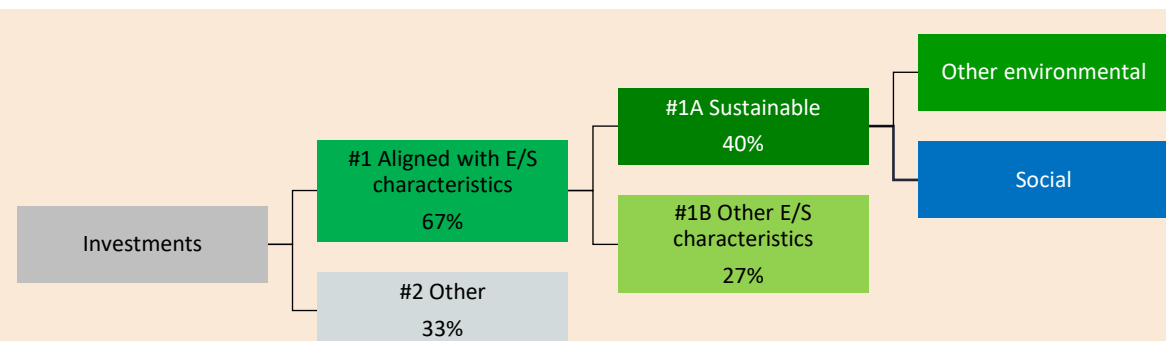 Investments
#1 Aligned with E/S
characteristics
67%
#2 Other
33%
#1A Sustainable
40%
#1B Other E/S
characteristics
27%
Other environmental
Social